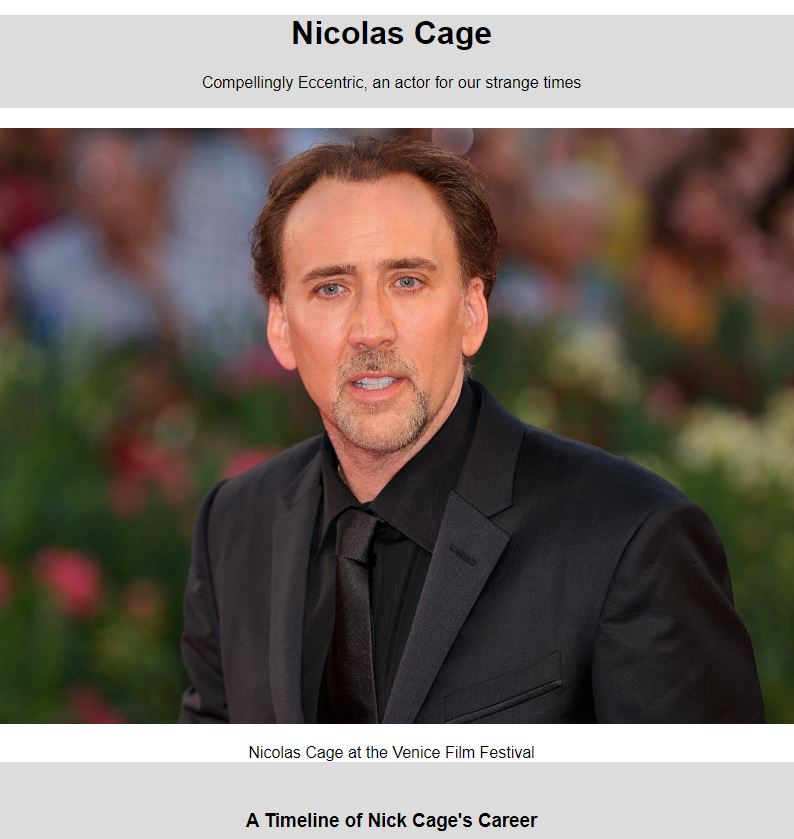 Nicolas Cage
Compellingly Eccentric, an actor for our strange times
Nicolas Cage at the Venice Film Festival
A Timeline of Nick Cage's Career